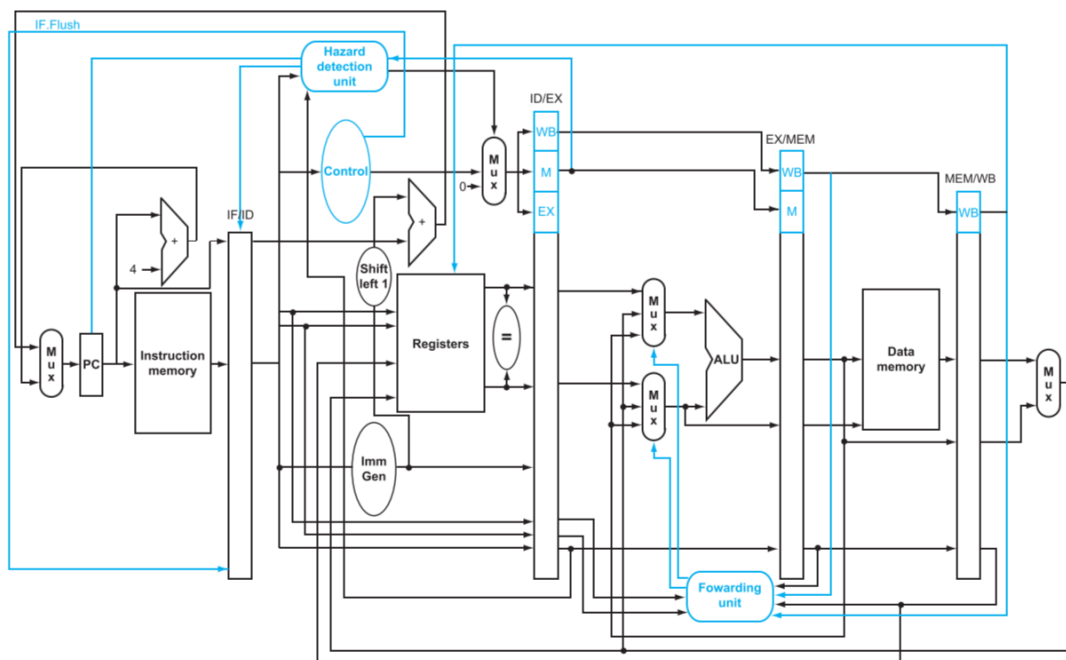 IF.Flush
Hazard
detection
unit
ID/EX
WB
EX/MEM
Control
M
u
x
0
M
WB
MEM/WB
EX
M
WB
IF/ID
+
+
4
Shift
left 1
M
u
x
PC
Instruction
memory
Registers
=
M
u
x
ALU
Data
memory
M
u
x
M
u
x
Imm
Gen
Fowarding
unit